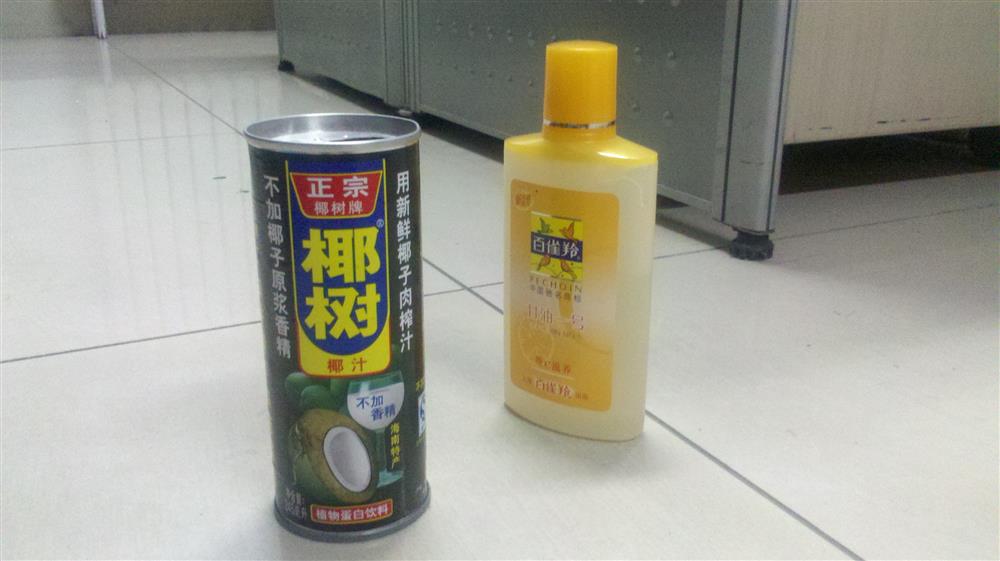 正宗
椰树牌
椰树
®
椰汁
不加椰子原浆香精
用新鲜椰子肉榨汁
不加
香精
海南特产
植物蛋白饮料
百雀羚
PECHOIN
甘油一号
百雀羚